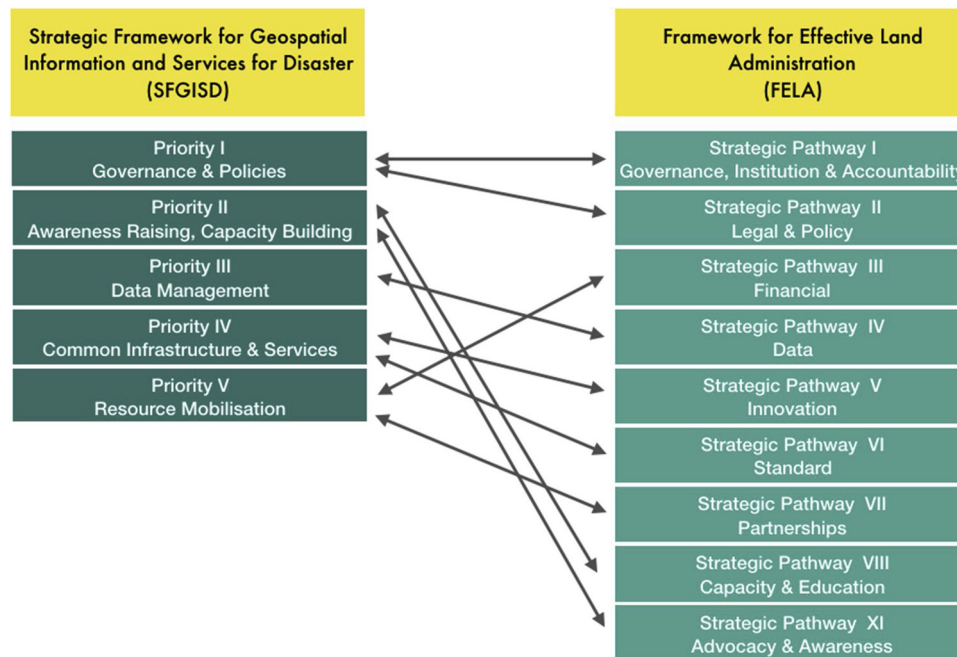 Strategic Framework for Geospatial
Information and Services for Disaster
(SFGISD)
Priority I
Governance & Policies
Priority II
Awareness Raising, Capacity Building
Priority III
Data Management
Priority IV
Common Infrastructure & Services
Priority V
Resource Mobilisation
Framework for Effective Land
Administration
(FELA)
Strategic Pathway I
Governance, Institution & Accountability
Strategic Pathway II
Legal & Policy
Strategic Pathway III
Financial
Strategic Pathway IV
Data
Strategic Pathway V
Innovation
Strategic Pathway VI
Standard
Strategic Pathway VII
Partnerships
Strategic Pathway VIII
Capacity & Education
Strategic Pathway XI
Advocacy & Awareness